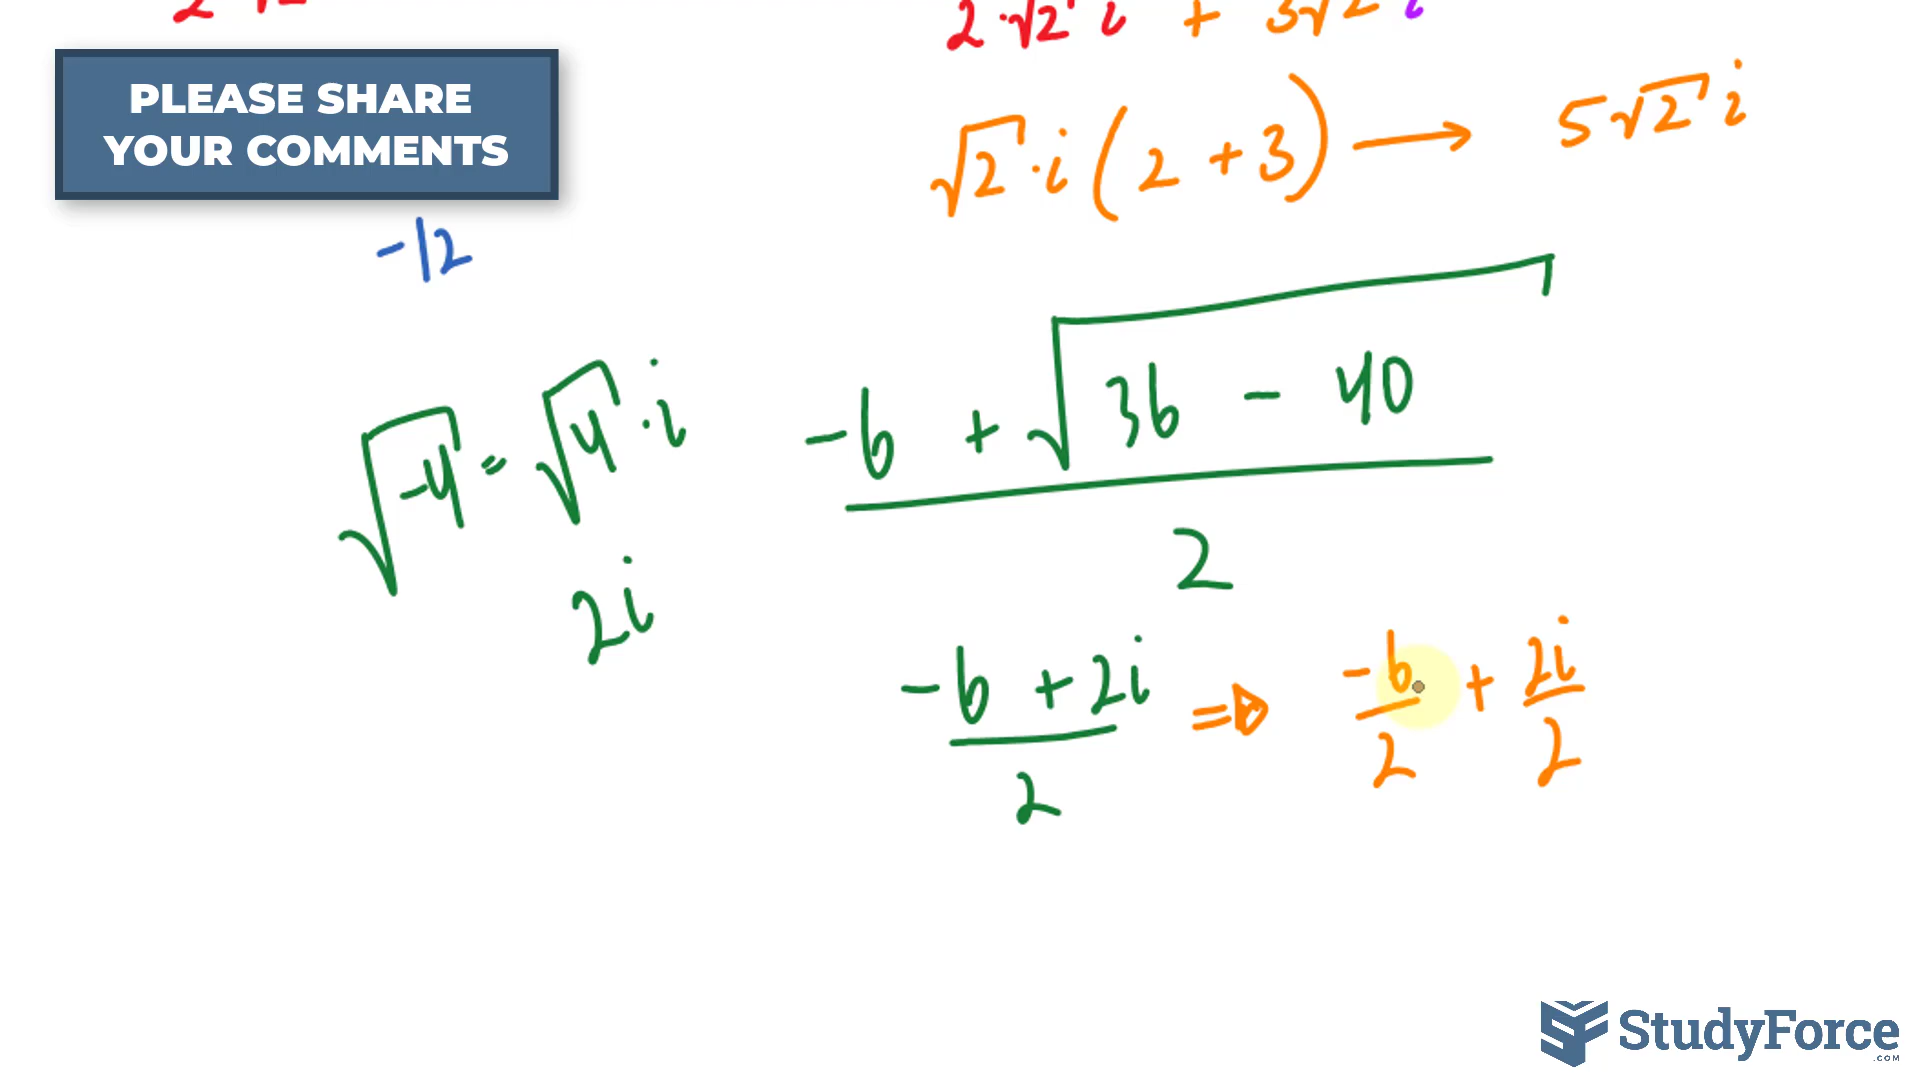 2·√2 i + 3√2 i
PLEASE SHARE
YOUR COMMENTS
√2 · i (2 + 3) → 5√2 i
-12
√-4 = √4 · i
2i
-6 + √36 - 40
2
-6 + 2i ⇒ -6 + 2i
2 2 2
StudyForce
.COM